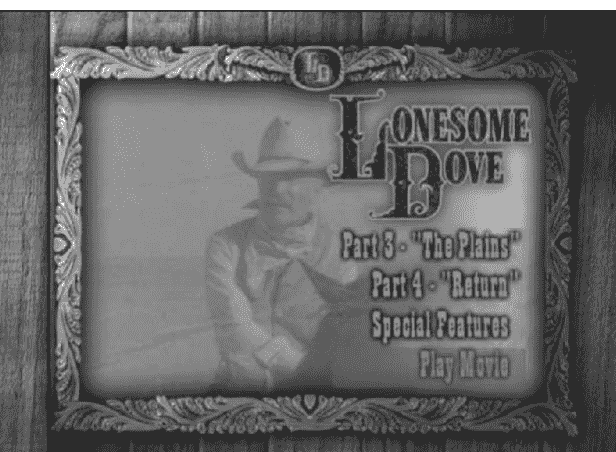 LD
LONESOME
DOVE
Part 3 - "The Plains"
Part 4 - "Return"
Special Features
Play Movie